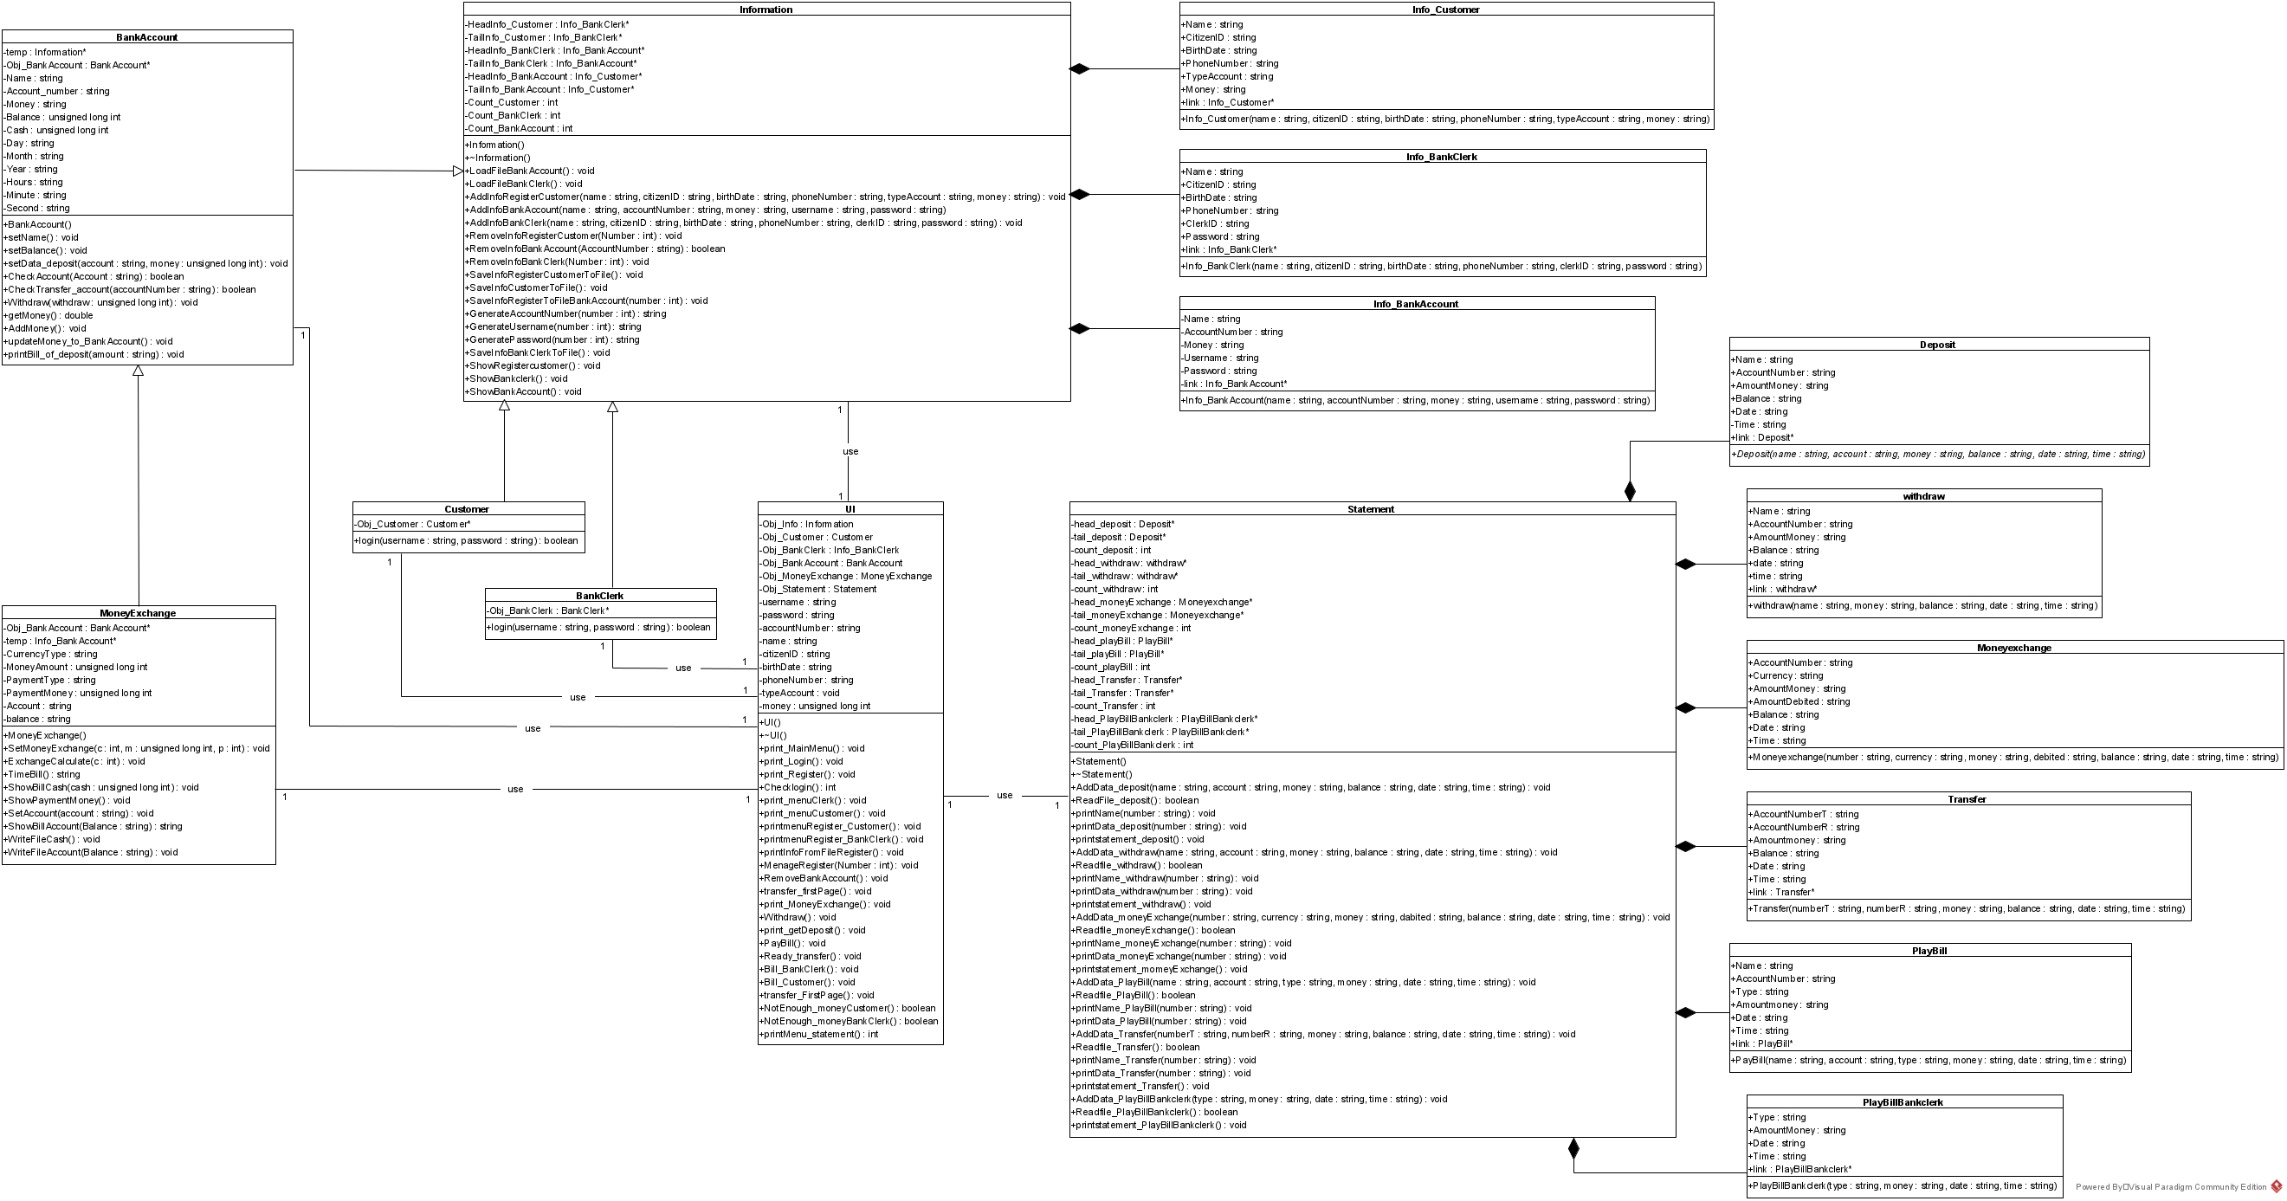 BankAccount
-temp : Information*
-Obj_BankAccount : BankAccount*
-Name : string
-Account_number : string
-Money : string
-Balance : unsigned long int
-Cash : unsigned long int
-Day : string
-Month : string
-Year : string
-Hours : string
-Minute : string
-Second : string
+BankAccount()
+setName() : void
+setBalance() : void
+setData_deposit(account : string, money : unsigned long int) : void
+CheckAccount(Account : string) : boolean
+CheckTransfer_account(accountNumber : string) : boolean
+Withdraw(withdraw : unsigned long int) : void
+getMoney() : double
+AddMoney() : void
+updateMoney_to_BankAccount() : void
+printBill_of_deposit(amount : string) : void
Information
-HeadInfo_Customer : Info_BankClerk*
-TailInfo_Customer : Info_BankClerk*
-HeadInfo_BankClerk : Info_BankAccount*
-TailInfo_BankClerk : Info_BankAccount*
-HeadInfo_BankAccount : Info_Customer*
-TailInfo_BankAccount : Info_Customer*
-Count_Customer : int
-Count_BankClerk : int
-Count_BankAccount : int
+Information()
+~Information()
+LoadFileBankAccount() : void
+LoadFileBankClerk() : void
+AddInfoRegisterCustomer(name : string, citizenID : string, birthDate : string, phoneNumber : string, typeAccount : string, money : string) : void
+AddInfoBankAccount(name : string, accountNumber : string, money : string, username : string, password : string)
+AddInfoBankClerk(name : string, citizenID : string, birthDate : string, phoneNumber : string, clerkID : string, password : string) : void
+RemoveInfoRegisterCustomer(Number : int) : void
+RemoveInfoBankAccount(AccountNumber : string) : boolean
+RemoveInfoBankClerk(Number : int) : void
+SaveInfoRegisterCustomerToFile() : void
+SaveInfoCustomerToFile() : void
+SaveInfoRegisterToFileBankAccount(number : int) : void
+GenerateAccountNumber(number : int) : string
+GenerateUsername(number : int) : string
+GeneratePassword(number : int) : string
+SaveInfoBankClerkToFile() : void
+ShowRegistercustomer() : void
+ShowBankclerk() : void
+ShowBankAccount() : void
Info_Customer
+Name : string
+CitizenID : string
+BirthDate : string
+PhoneNumber : string
+TypeAccount : string
+Money : string
+link : Info_Customer*
+Info_Customer(name : string, citizenID : string, birthDate : string, phoneNumber : string, typeAccount : string, money : string)
Info_BankClerk
+Name : string
+CitizenID : string
+BirthDate : string
+PhoneNumber : string
+ClerkID : string
+Password : string
+link : Info_BankClerk*
+Info_BankClerk(name : string, citizenID : string, birthDate : string, phoneNumber : string, clerkID : string, password : string)
Info_BankAccount
-Name : string
-AccountNumber : string
-Money : string
-Username : string
-Password : string
-link : Info_BankAccount*
+Info_BankAccount(name : string, accountNumber : string, money : string, username : string, password : string)
Deposit
+Name : string
+AccountNumber : string
+AmountMoney : string
+Balance : string
+Date : string
-Time : string
+link : Deposit*
+Deposit(name : string, account : string, money : string, balance : string, date : string, time : string)
1
1
use
1
Customer
-Obj_Customer : Customer*
+login(username : string, password : string) : boolean
1
BankClerk
-Obj_BankClerk : BankClerk*
+login(username : string, password : string) : boolean
1
use
1
use
1
use
1
1
use
1
MoneyExchange
-Obj_BankAccount : BankAccount*
-temp : Info_BankAccount*
-CurrencyType : string
-MoneyAmount : unsigned long int
-PaymentType : string
-PaymentMoney : unsigned long int
-Account : string
-balance : string
+MoneyExchange()
+SetMoneyExchange(c : int, m : unsigned long int, p : int) : void
+ExchangeCalculate(c : int) : void
+TimeBill() : string
+ShowBillCash(cash : unsigned long int) : void
+ShowPaymentMoney() : void
+SetAccount(account : string) : void
+ShowBillAccount(Balance : string) : string
+WriteFileCash() : void
+WriteFileAccount(Balance : string) : void
UI
-Obj_Info : Information
-Obj_Customer : Customer
-Obj_BankClerk : Info_BankClerk
-Obj_BankAccount : BankAccount
-Obj_MoneyExchange : MoneyExchange
-Obj_Statement : Statement
-username : string
-password : string
-accountNumber : string
-name : string
-citizenID : string
-birthDate : string
-phoneNumber : string
-typeAccount : void
-money : unsigned long int
+UI()
+~UI()
+print_MainMenu() : void
+print_Login() : void
+print_Register() : void
+Checklogin() : int
+print_menuClerk() : void
+print_menuCustomer() : void
+printmenuRegister_Customer() : void
+printmenuRegister_BankClerk() : void
+printInfoFromFileRegister() : void
+MenageRegister(Number : int) : void
+RemoveBankAccount() : void
+transfer_firstPage() : void
+print_MoneyExchange() : void
+Withdraw() : void
+print_getDeposit() : void
+PayBill() : void
+Ready_transfer() : void
+Bill_BankClerk() : void
+Bill_Customer() : void
+transfer_FirstPage() : void
+NotEnough_moneyCustomer() : boolean
+NotEnough_moneyBankClerk() : boolean
+printMenu_statement() : int
1
use
1
Statement
-head_deposit : Deposit*
-tail_deposit : Deposit*
-count_deposit : int
-head_withdraw : withdraw*
-tail_withdraw : withdraw*
-count_withdraw : int
-head_moneyExchange : Moneyexchange*
-tail_moneyExchange : Moneyexchange*
-count_moneyExchange : int
-head_playBill : PlayBill*
-tail_playBill : PlayBill*
-count_playBill : int
-head_Transfer : Transfer*
-tail_Transfer : Transfer*
-count_Transfer : int
-head_PlayBillBankclerk : PlayBillBankclerk*
-tail_PlayBillBankclerk : PlayBillBankclerk*
-count_PlayBillBankclerk : int
+Statement()
+~Statement()
+AddData_deposit(name : string, account : string, money : string, balance : string, date : string, time : string) : void
+ReadFile_deposit() : boolean
+printName(number : string) : void
+printData_deposit(number : string) : void
+printstatement_deposit() : void
+AddData_withdraw(name : string, account : string, money : string, balance : string, date : string, time : string) : void
+Readfile_withdraw() : boolean
+printName_withdraw(number : string) : void
+printData_withdraw(number : string) : void
+printstatement_withdraw() : void
+AddData_moneyExchange(number : string, currency : string, money : string, dabited : string, balance : string, date : string, time : string) : void
+Readfile_moneyExchange() : boolean
+printName_moneyExchange(number : string) : void
+printData_moneyExchange(number : string) : void
+printstatement_momeyExchange() : void
+AddData_PlayBill(name : string, account : string, type : string, money : string, date : string, time : string) : void
+Readfile_PlayBill() : boolean
+printName_PlayBill(number : string) : void
+printData_PlayBill(number : string) : void
+AddData_Transfer(numberT : string, numberR : string, money : string, balance : string, date : string, time : string) : void
+Readfile_Transfer() : boolean
+printName_Transfer(number : string) : void
+printData_Transfer(number : string) : void
+printstatement_Transfer() : void
+AddData_PlayBillBankclerk(type : string, money : string, date : string, time : string) : void
+Readfile_PlayBillBankclerk() : boolean
+printstatement_PlayBillBankclerk() : void
withdraw
+Name : string
+AccountNumber : string
+AmountMoney : string
+Balance : string
+date : string
+time : string
+link : withdraw*
+withdraw(name : string, money : string, balance : string, date : string, time : string)
Moneyexchange
+AccountNumber : string
+Currency : string
+AmountMoney : string
+AmountDebited : string
+Balance : string
+Date : string
+Time : string
+Moneyexchange(number : string, currency : string, money : string, debited : string, balance : string, date : string, time : string)
Transfer
+AccountNumberT : string
+AccountNumberR : string
+Amountmoney : string
+Balance : string
+Date : string
+Time : string
+link : Transfer*
+Transfer(numberT : string, numberR : string, money : string, balance : string, date : string, time : string)
PlayBill
+Name : string
+AccountNumber : string
+Type : string
+Amountmoney : string
+Date : string
+Time : string
+link : PlayBill*
+PayBill(name : string, account : string, type : string, money : string, date : string, time : string)
PlayBillBankclerk
+Type : string
+AmountMoney : string
+Date : string
+Time : string
+link : PlayBillBankclerk*
+PlayBillBankclerk(type : string, money : string, date : string, time : string)
Powered By□Visual Paradigm Community Edition